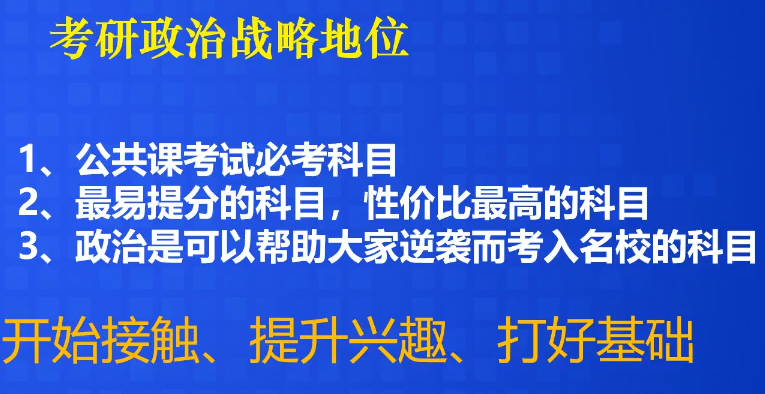 考研政治战略地位
1、公共课考试必考科目
2、最易提分的科目，性价比最高的科目
3、政治是可以帮助大家逆袭而考入名校的科目
开始接触、提升兴趣、打好基础